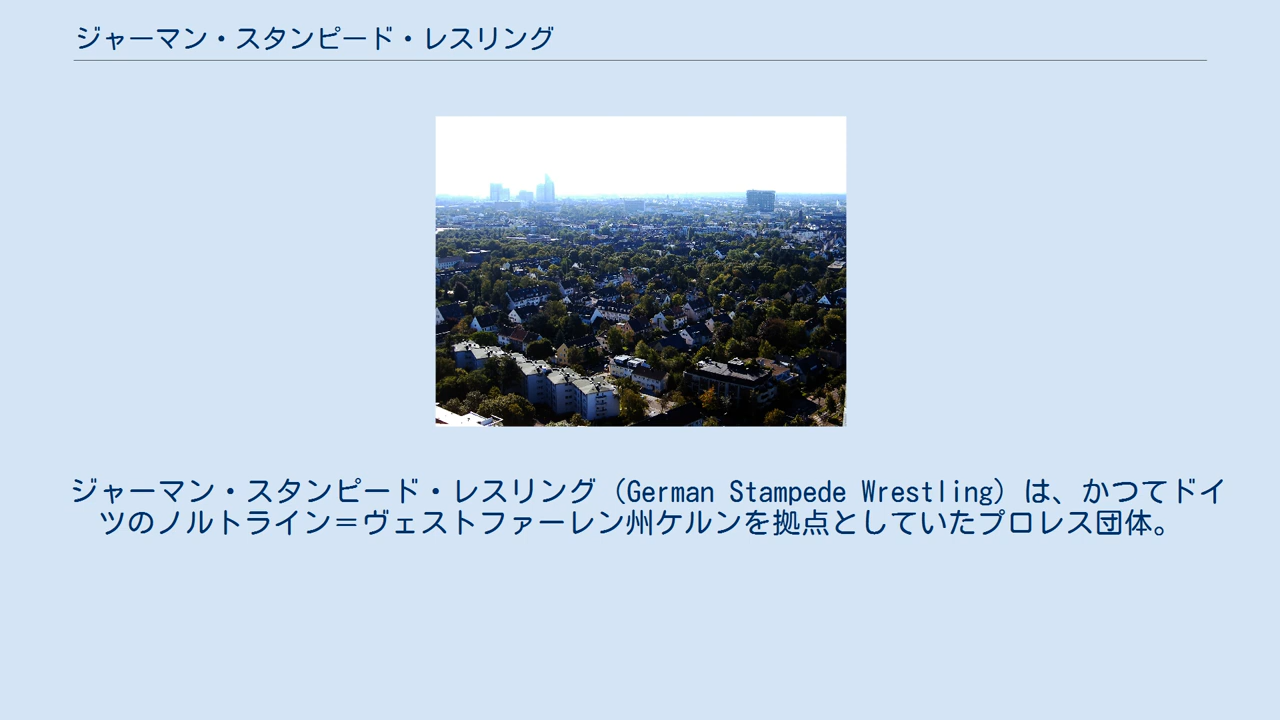 ジャーマン・スタンピード・レスリング
ジャーマン・スタンピード・レスリング（German Stampede Wrestling）は、かつてドイ
ツのノルトライン＝ヴェストファーレン州ケルンを拠点としていたプロレス団体。